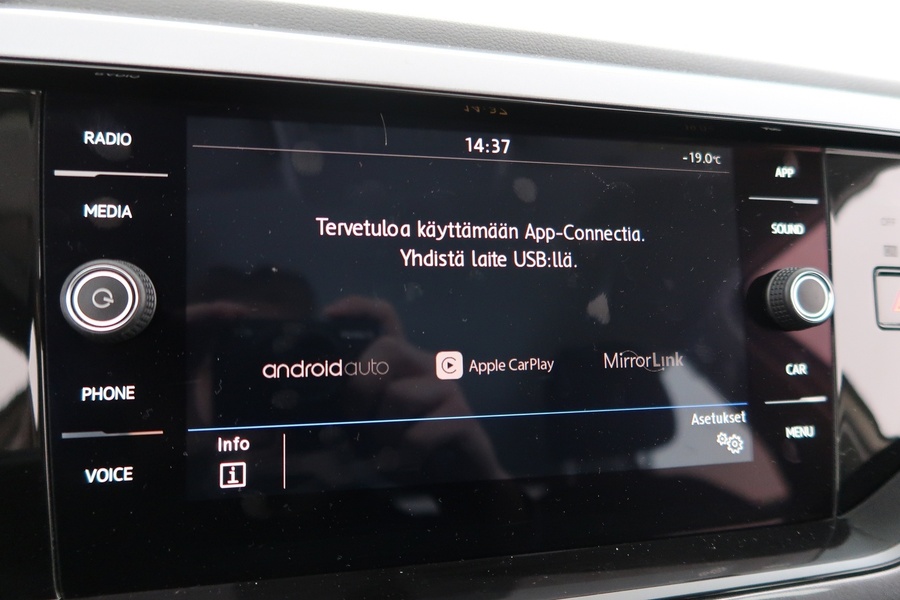 RADIO
MEDIA
PHONE
VOICE
14:37
-19.0°C
Tervetuloa käyttämään App-Connectia.
Yhdistä laite USB:llä.
androidauto
Apple CarPlay
MirrorLink
Info
i
Asetukset
APP
SOUND
CAR
MENU